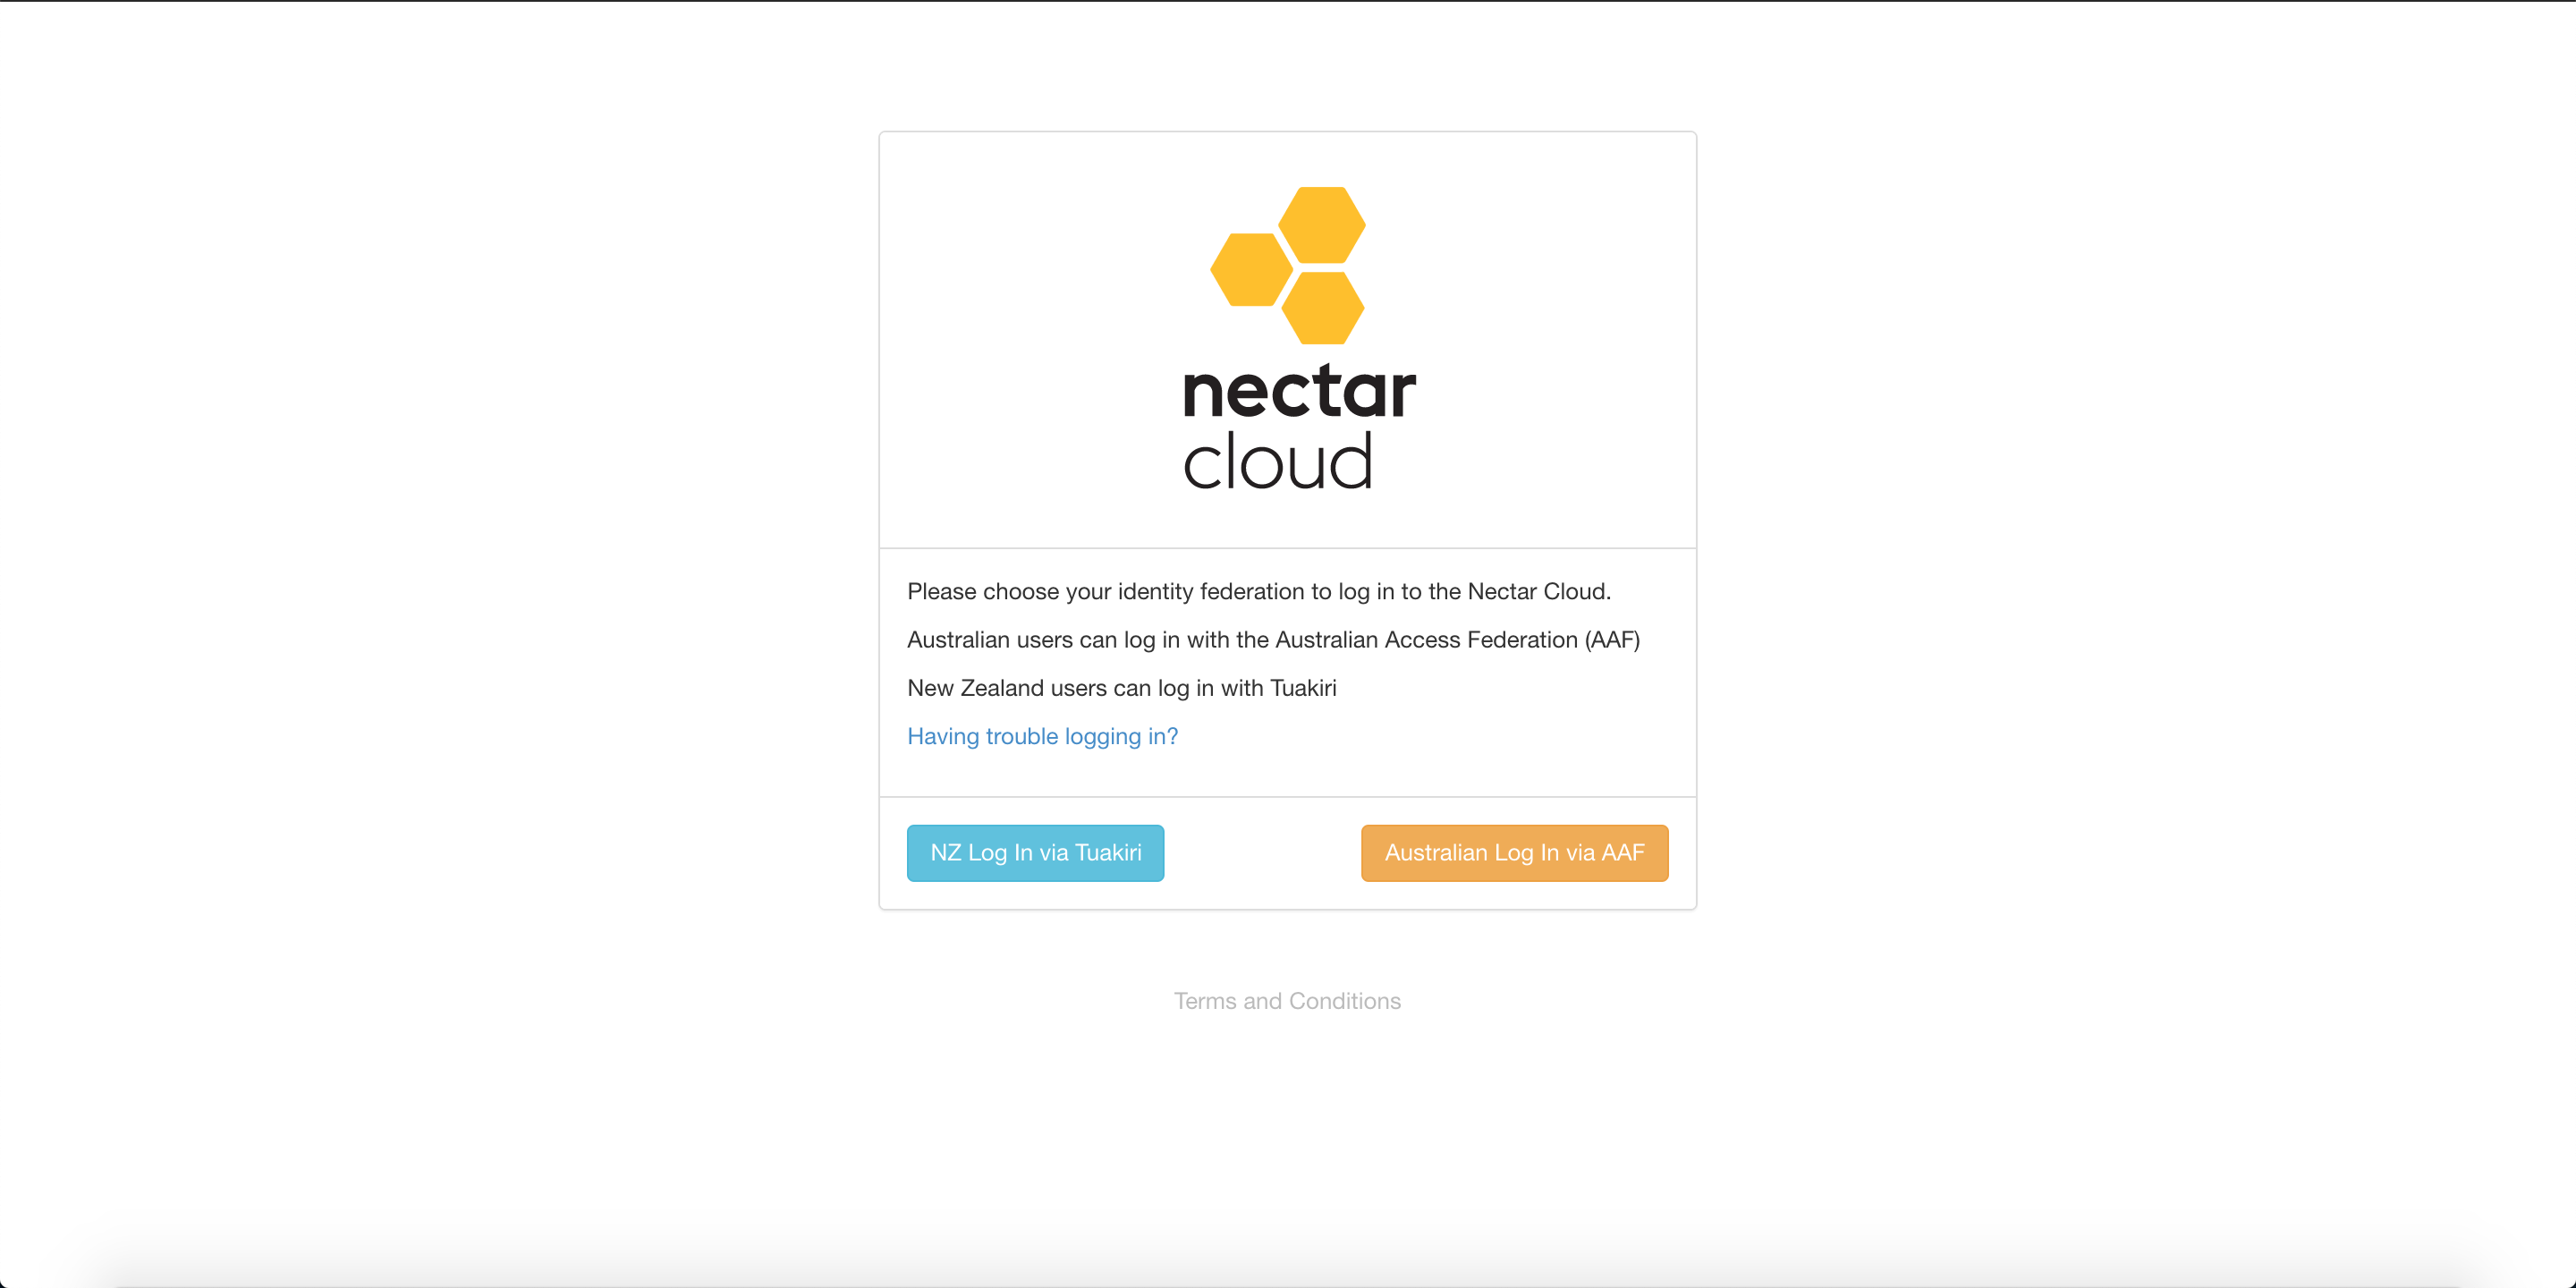 nectar
cloud
Please choose your identity federation to log in to the Nectar Cloud.
Australian users can log in with the Australian Access Federation (AAF)
New Zealand users can log in with Tuakiri
Having trouble logging in?
NZ Log In via Tuakiri
Australian Log In via AAF
Terms and Conditions